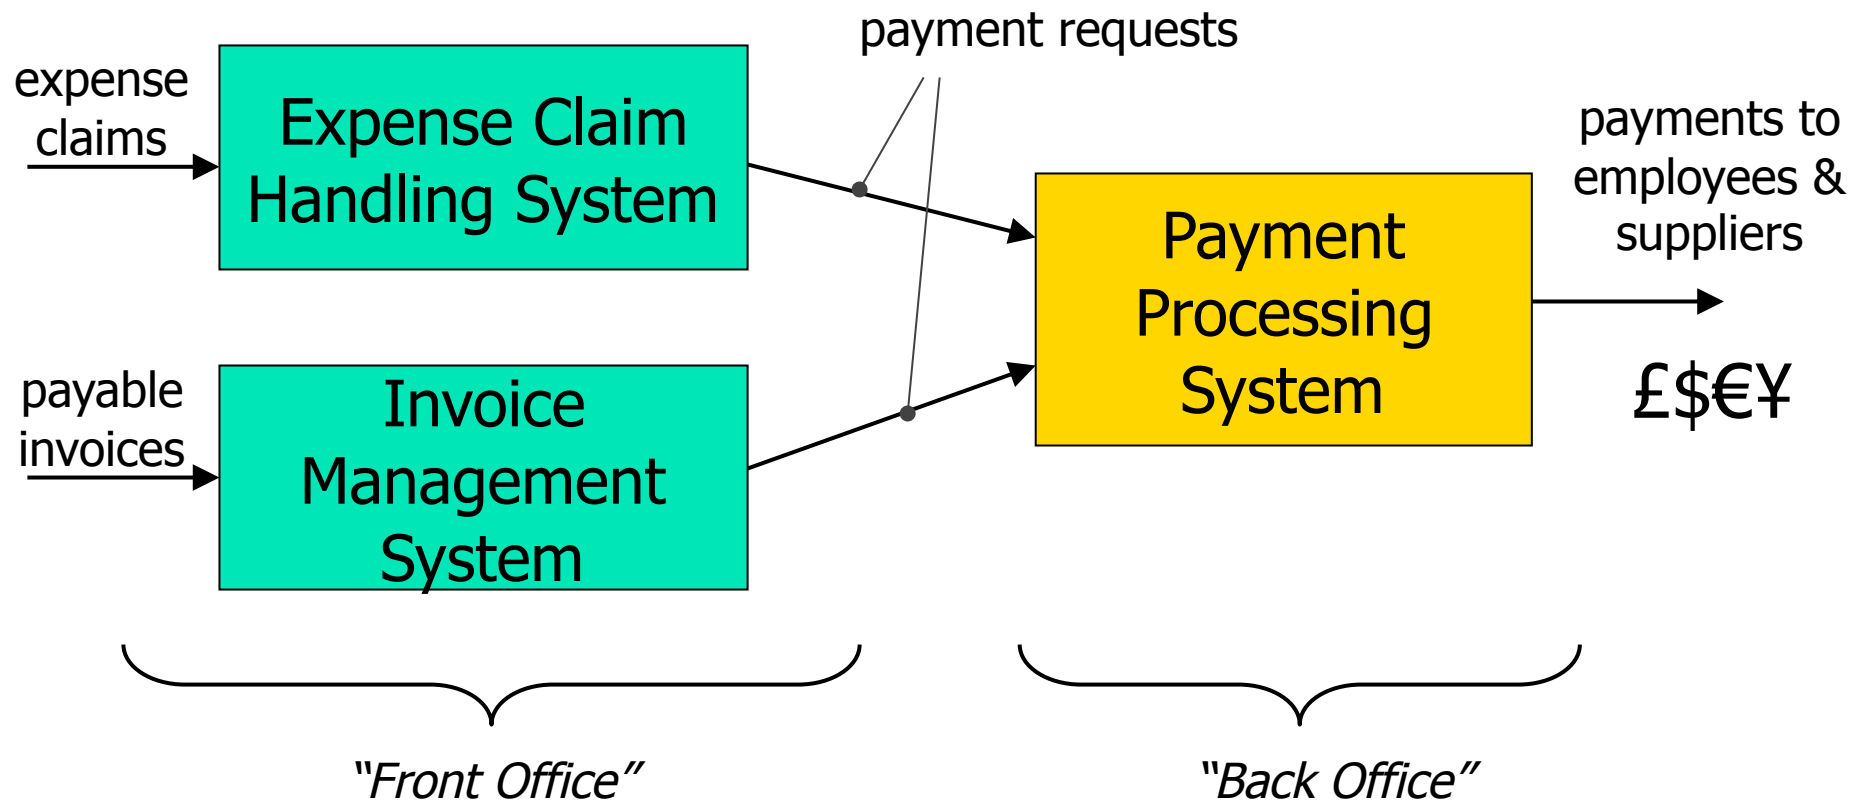 payment requests
expense
claims
Expense Claim
Handling System
payments to
employees &
suppliers
Payment
Processing
System
£$€¥
payable
invoices
Invoice
Management
System
“Front Office”
“Back Office”